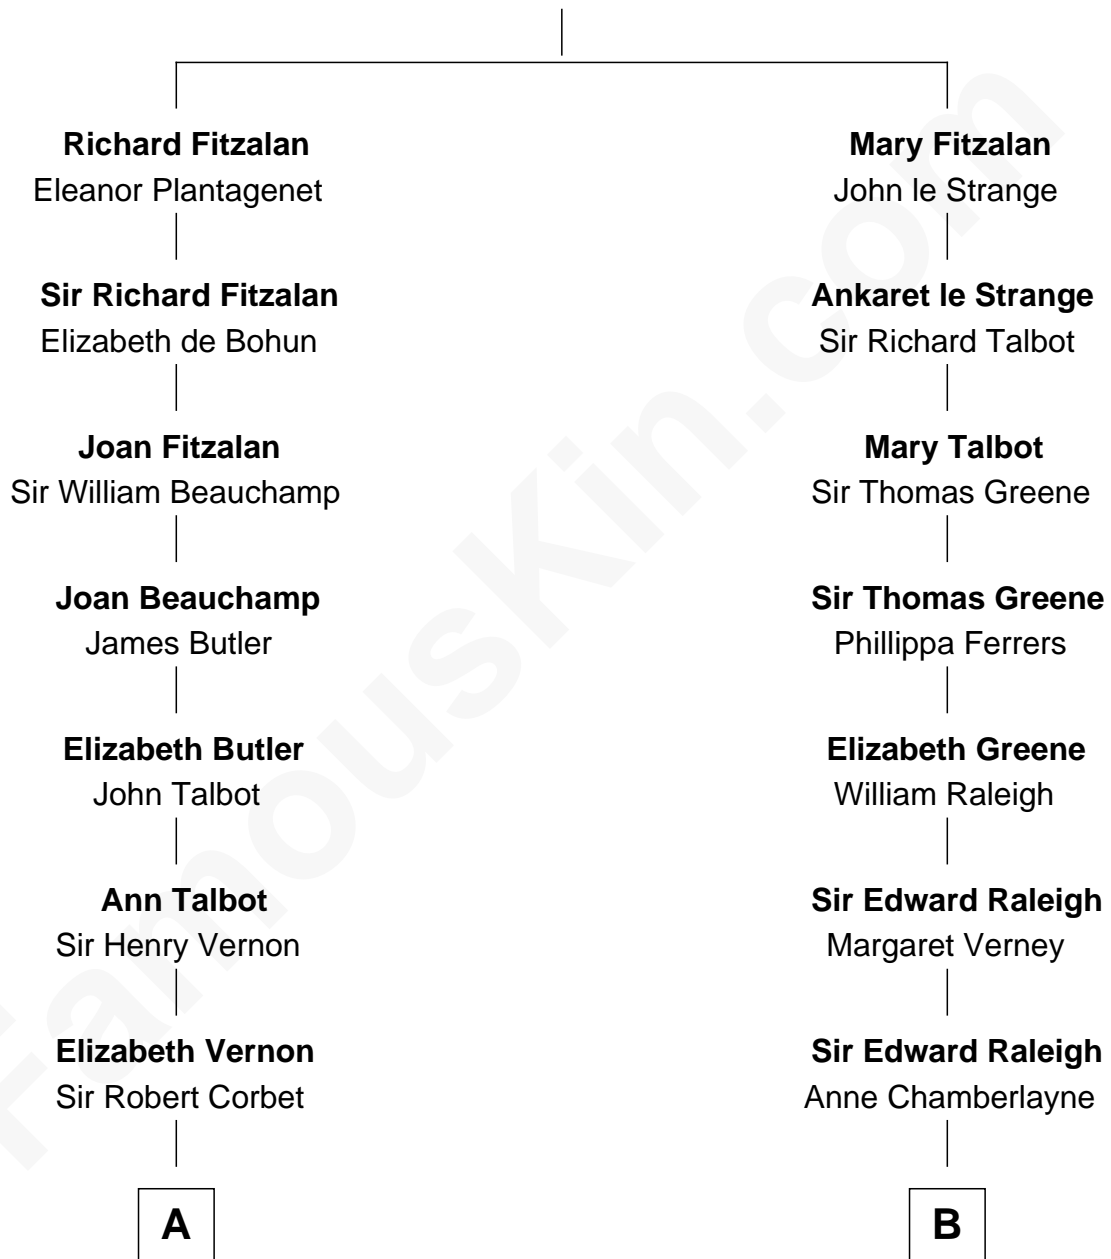 Richard Fitzalan
Eleanor Plantagenet
Mary Fitzalan
John le Strange
Sir Richard Fitzalan
Elizabeth de Bohun
Ankaret le Strange
Sir Richard Talbot
Joan Fitzalan
Sir William Beauchamp
Mary Talbot
Sir Thomas Greene
Joan Beauchamp
James Butler
Sir Thomas Greene
Phillippa Ferrers
Elizabeth Butler
John Talbot
Elizabeth Greene
William Raleigh
Ann Talbot
Sir Henry Vernon
Sir Edward Raleigh
Margaret Verney
Elizabeth Vernon
Sir Robert Corbet
Sir Edward Raleigh
Anne Chamberlayne
A
B
FamousKin.com